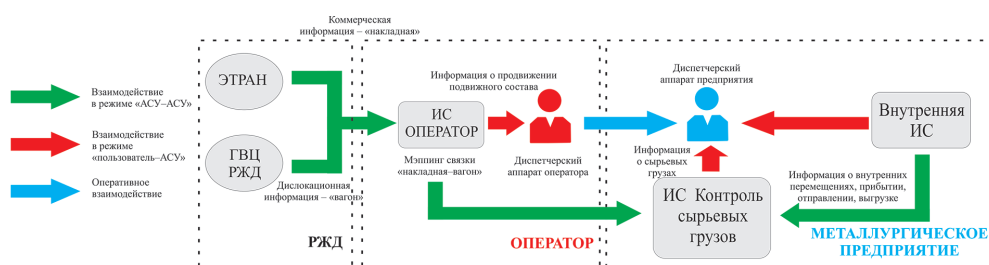 Коммерческая
информация – «накладная»
Взаимодействие
в режиме «АСУ–АСУ»
Взаимодействие
в режиме
«пользователь–АСУ»
Оперативное
взаимодействие
ЭТРАН
ГВЦ
РЖД
Дислокационная
информация – «вагон»
РЖД
ИС
ОПЕРАТОР
Мэппинг связки
«накладная–вагон»
Информация о продвижении
подвижного состава
Диспетчерский
аппарат оператора
ОПЕРАТОР
Диспетчерский
аппарат предприятия
Информация
о сырьевых
грузах
ИС Контроль
сырьевых
грузов
Внутренняя
ИС
Информация о внутренних
перемещениях, прибытии,
отправлении, выгрузке
МЕТАЛЛУРГИЧЕСКОЕ
ПРЕДПРИЯТИЕ